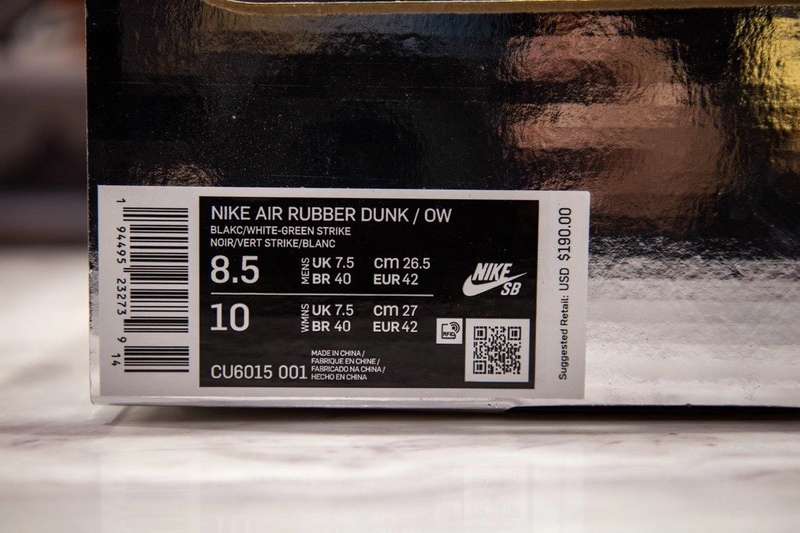 NIKE AIR RUBBER DUNK / OW
BLAKC/WHITE-GREEN STRIKE
NOIR/VERT STRIKE/BLANC
8.5 MENS UK 7.5 cm 26.5
BR 40 EUR 42
10 WMNS UK 7.5 cm 27
BR 40 EUR 42
NIKE
SB
RFID
CU6015 001
MADE IN CHINA /
FABRIQUE EN CHINE /
FABRICADO NA CHINA /
HECHO EN CHINA
1 94495 23273 9 14
Suggested Retail: USD $190.00